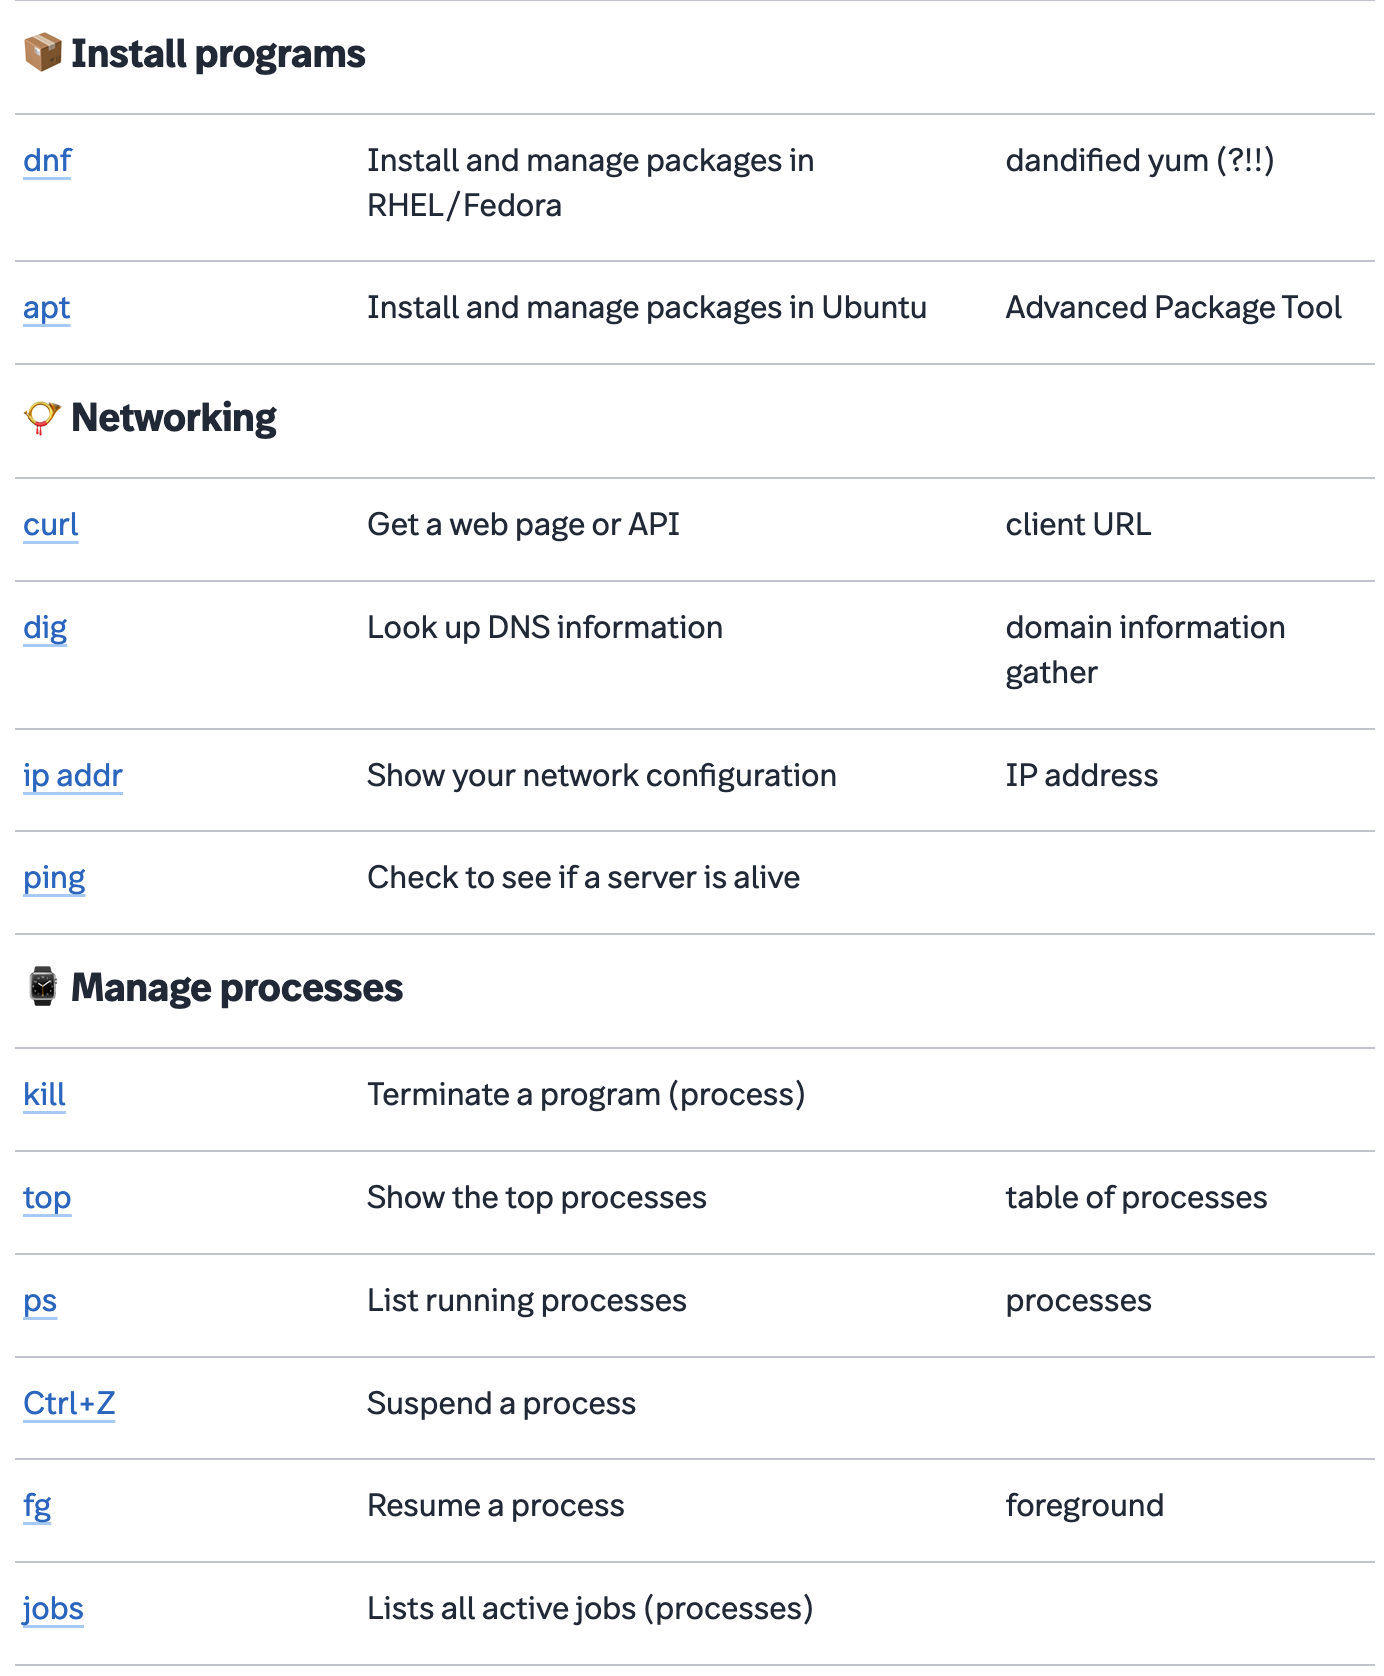 📦 Install programs
dnf
Install and manage packages in
RHEL/Fedora
dandified yum (?!!)
apt
Install and manage packages in Ubuntu
Advanced Package Tool
📯 Networking
curl
Get a web page or API
client URL
dig
Look up DNS information
domain information
gather
ip addr
Show your network configuration
IP address
ping
Check to see if a server is alive
⌚ Manage processes
kill
Terminate a program (process)
top
Show the top processes
table of processes
ps
List running processes
processes
Ctrl+Z
Suspend a process
fg
Resume a process
foreground
jobs
Lists all active jobs (processes)